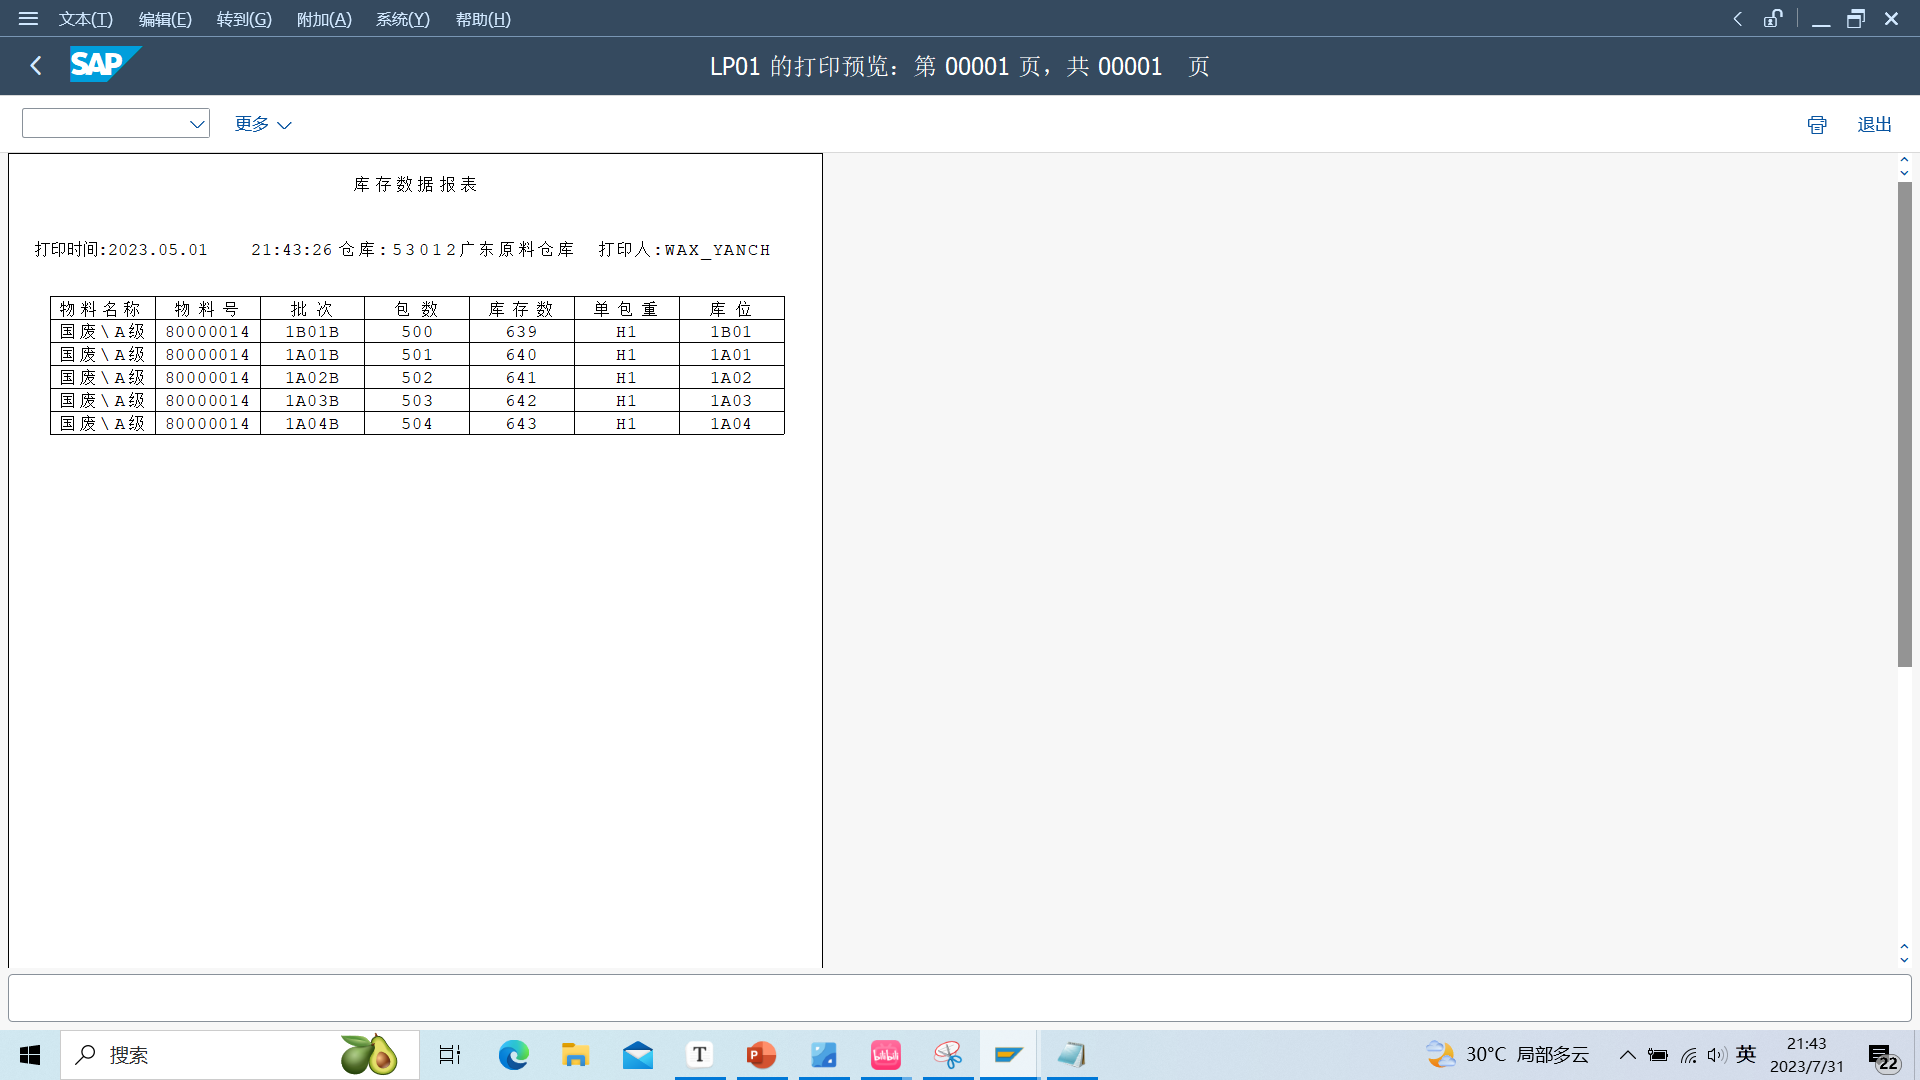 文本(T) 编辑(E) 转到(G) 附加(A) 系统(Y) 帮助(H)
SAP LP01 的打印预览：第 00001 页，共 00001 页
更多 退出
库存数据报表
打印时间:2023.05.01 21:43:26 仓库:53012广东原料仓库 打印人:WAX_YANCH
物料名称 物料号 批次 包数 库存数 单包重 库位
国废\A级 80000014 1B01B 500 639 H1 1B01
国废\A级 80000014 1A01B 501 640 H1 1A01
国废\A级 80000014 1A02B 502 641 H1 1A02
国废\A级 80000014 1A03B 503 642 H1 1A03
国废\A级 80000014 1A04B 504 643 H1 1A04
搜索 T P bilibili 30°C 局部多云 英 21:43
2023/7/31 22